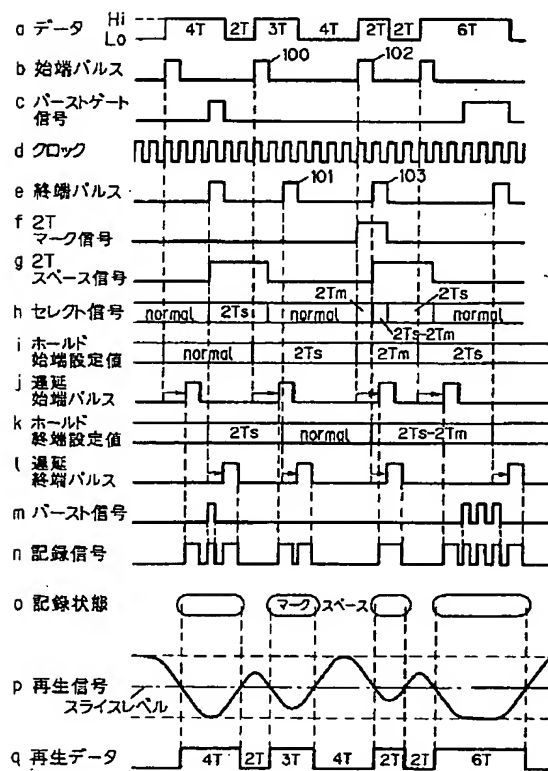 a データ Hi Lo 4T 2T 3T 2T 2T 6T
b 始端パルス 100 102
c バーストゲート
信号
d クロック
e 終端パルス 101 103
f 2T
マーク信号
g 2T
スペース信号
2Tm 2Ts
h セレクト信号 normal 2Ts normal normal
2Ts-2Tm
i ホールド
始端設定値 normal 2Ts 2Tm 2Ts
j 遅延
始端パルス
k ホールド
終端設定値 2Ts normal 2Ts-2Tm
l 遅延
終端パルス
m バースト信号
n 記録信号
o 記録状態 マーク スペース
p 再生信号
スライスレベル
q 再生データ 4T 2T 3T 4T 2T 2T 6T